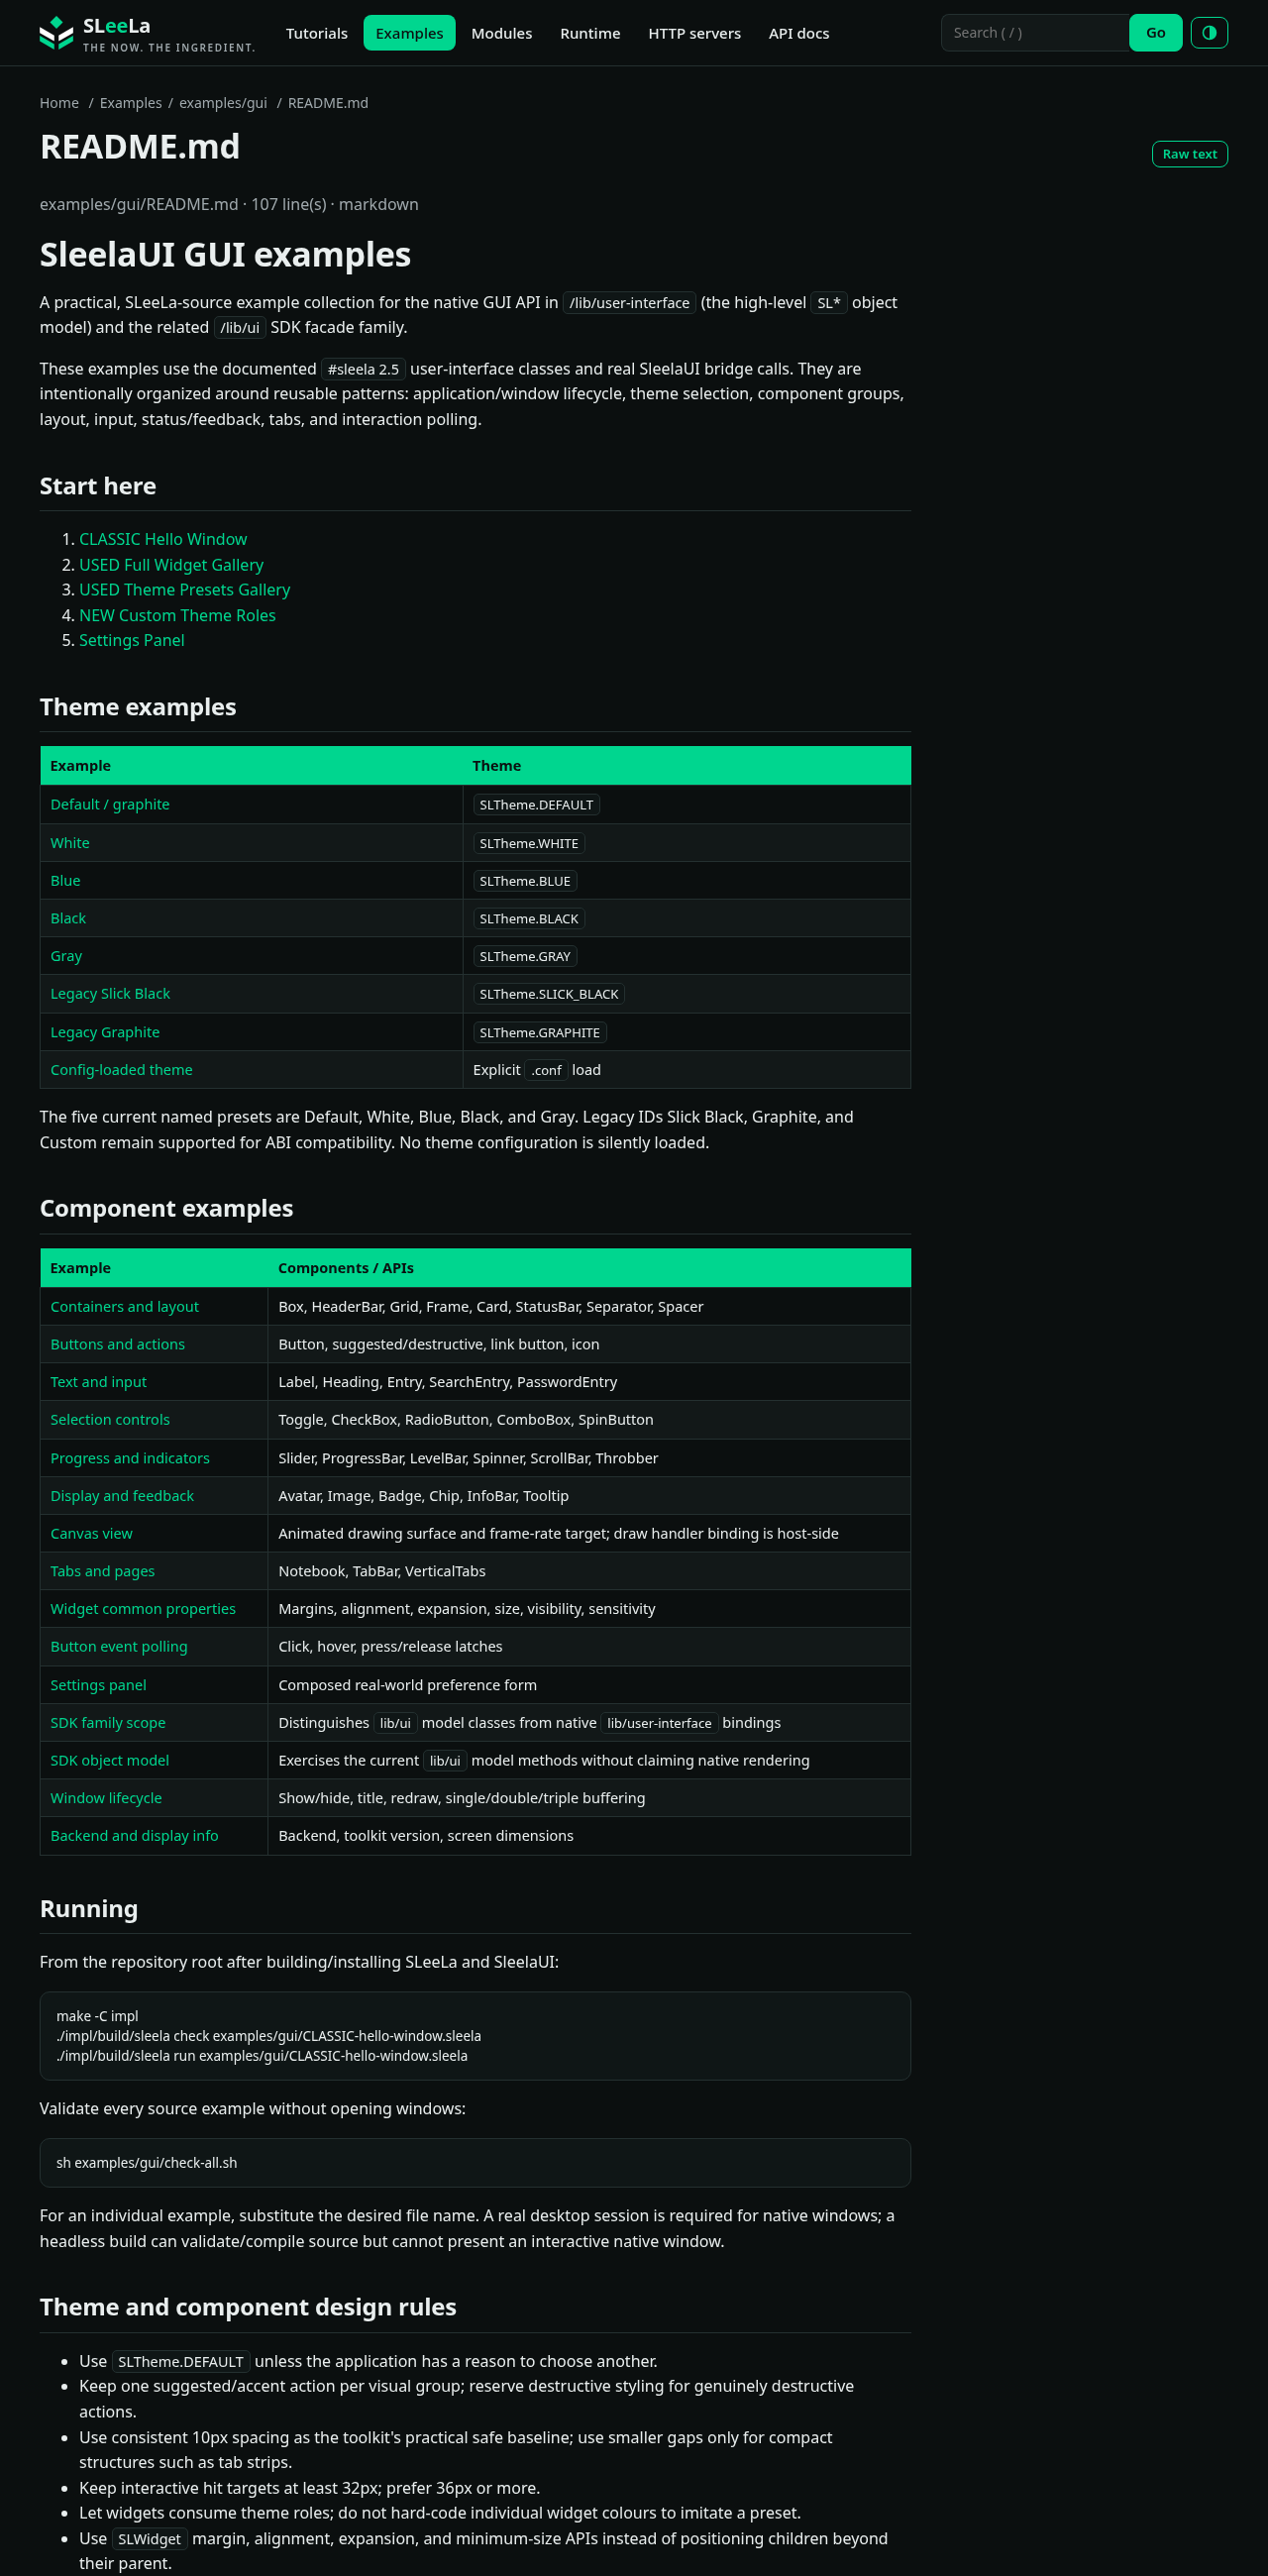 SLeeLa
THE NOW. THE INGREDIENT.
Tutorials Examples Modules Runtime HTTP servers API docs
Search ( / ) Go
Home / Examples / examples/gui / README.md
README.md
Raw text
examples/gui/README.md · 107 line(s) · markdown
SleelaUI GUI examples
A practical, SLeeLa-source example collection for the native GUI API in /lib/user-interface (the high-level SL* object
model) and the related /lib/ui SDK facade family.
These examples use the documented #sleela 2.5 user-interface classes and real SleelaUI bridge calls. They are
intentionally organized around reusable patterns: application/window lifecycle, theme selection, component groups,
layout, input, status/feedback, tabs, and interaction polling.
Start here
1. CLASSIC Hello Window
2. USED Full Widget Gallery
3. USED Theme Presets Gallery
4. NEW Custom Theme Roles
5. Settings Panel
Theme examples
Example Theme
Default / graphite SLTheme.DEFAULT
White SLTheme.WHITE
Blue SLTheme.BLUE
Black SLTheme.BLACK
Gray SLTheme.GRAY
Legacy Slick Black SLTheme.SLICK_BLACK
Legacy Graphite SLTheme.GRAPHITE
Config-loaded theme Explicit .conf load
The five current named presets are Default, White, Blue, Black, and Gray. Legacy IDs Slick Black, Graphite, and
Custom remain supported for ABI compatibility. No theme configuration is silently loaded.
Component examples
Example Components / APIs
Containers and layout Box, HeaderBar, Grid, Frame, Card, StatusBar, Separator, Spacer
Buttons and actions Button, suggested/destructive, link button, icon
Text and input Label, Heading, Entry, SearchEntry, PasswordEntry
Selection controls Toggle, CheckBox, RadioButton, ComboBox, SpinButton
Progress and indicators Slider, ProgressBar, LevelBar, Spinner, ScrollBar, Throbber
Display and feedback Avatar, Image, Badge, Chip, InfoBar, Tooltip
Canvas view Animated drawing surface and frame-rate target; draw handler binding is host-side
Tabs and pages Notebook, TabBar, VerticalTabs
Widget common properties Margins, alignment, expansion, size, visibility, sensitivity
Button event polling Click, hover, press/release latches
Settings panel Composed real-world preference form
SDK family scope Distinguishes lib/ui model classes from native lib/user-interface bindings
SDK object model Exercises the current lib/ui model methods without claiming native rendering
Window lifecycle Show/hide, title, redraw, single/double/triple buffering
Backend and display info Backend, toolkit version, screen dimensions
Running
From the repository root after building/installing SLeeLa and SleelaUI:
make -C impl
./impl/build/sleela check examples/gui/CLASSIC-hello-window.sleela
./impl/build/sleela run examples/gui/CLASSIC-hello-window.sleela
Validate every source example without opening windows:
sh examples/gui/check-all.sh
For an individual example, substitute the desired file name. A real desktop session is required for native windows; a
headless build can validate/compile source but cannot present an interactive native window.
Theme and component design rules
• Use SLTheme.DEFAULT unless the application has a reason to choose another.
• Keep one suggested/accent action per visual group; reserve destructive styling for genuinely destructive
actions.
• Use consistent 10px spacing as the toolkit's practical safe baseline; use smaller gaps only for compact
structures such as tab strips.
• Keep interactive hit targets at least 32px; prefer 36px or more.
• Let widgets consume theme roles; do not hard-code individual widget colours to imitate a preset.
• Use SLWidget margin, alignment, expansion, and minimum-size APIs instead of positioning children beyond
their parent.